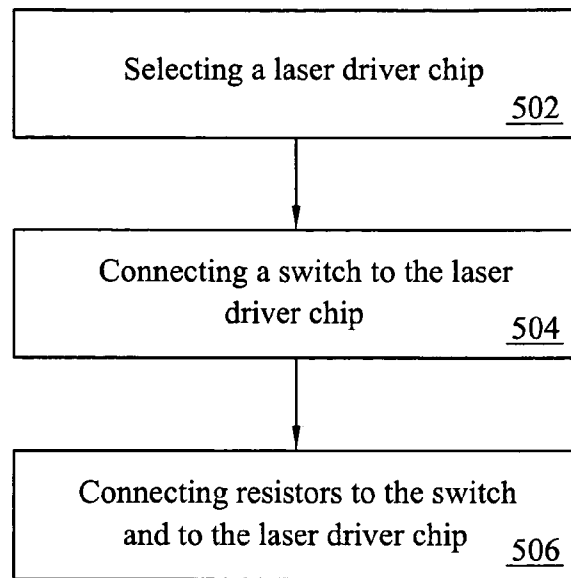 Selecting a laser driver chip
502
Connecting a switch to the laser
driver chip
504
Connecting resistors to the switch
and to the laser driver chip
506